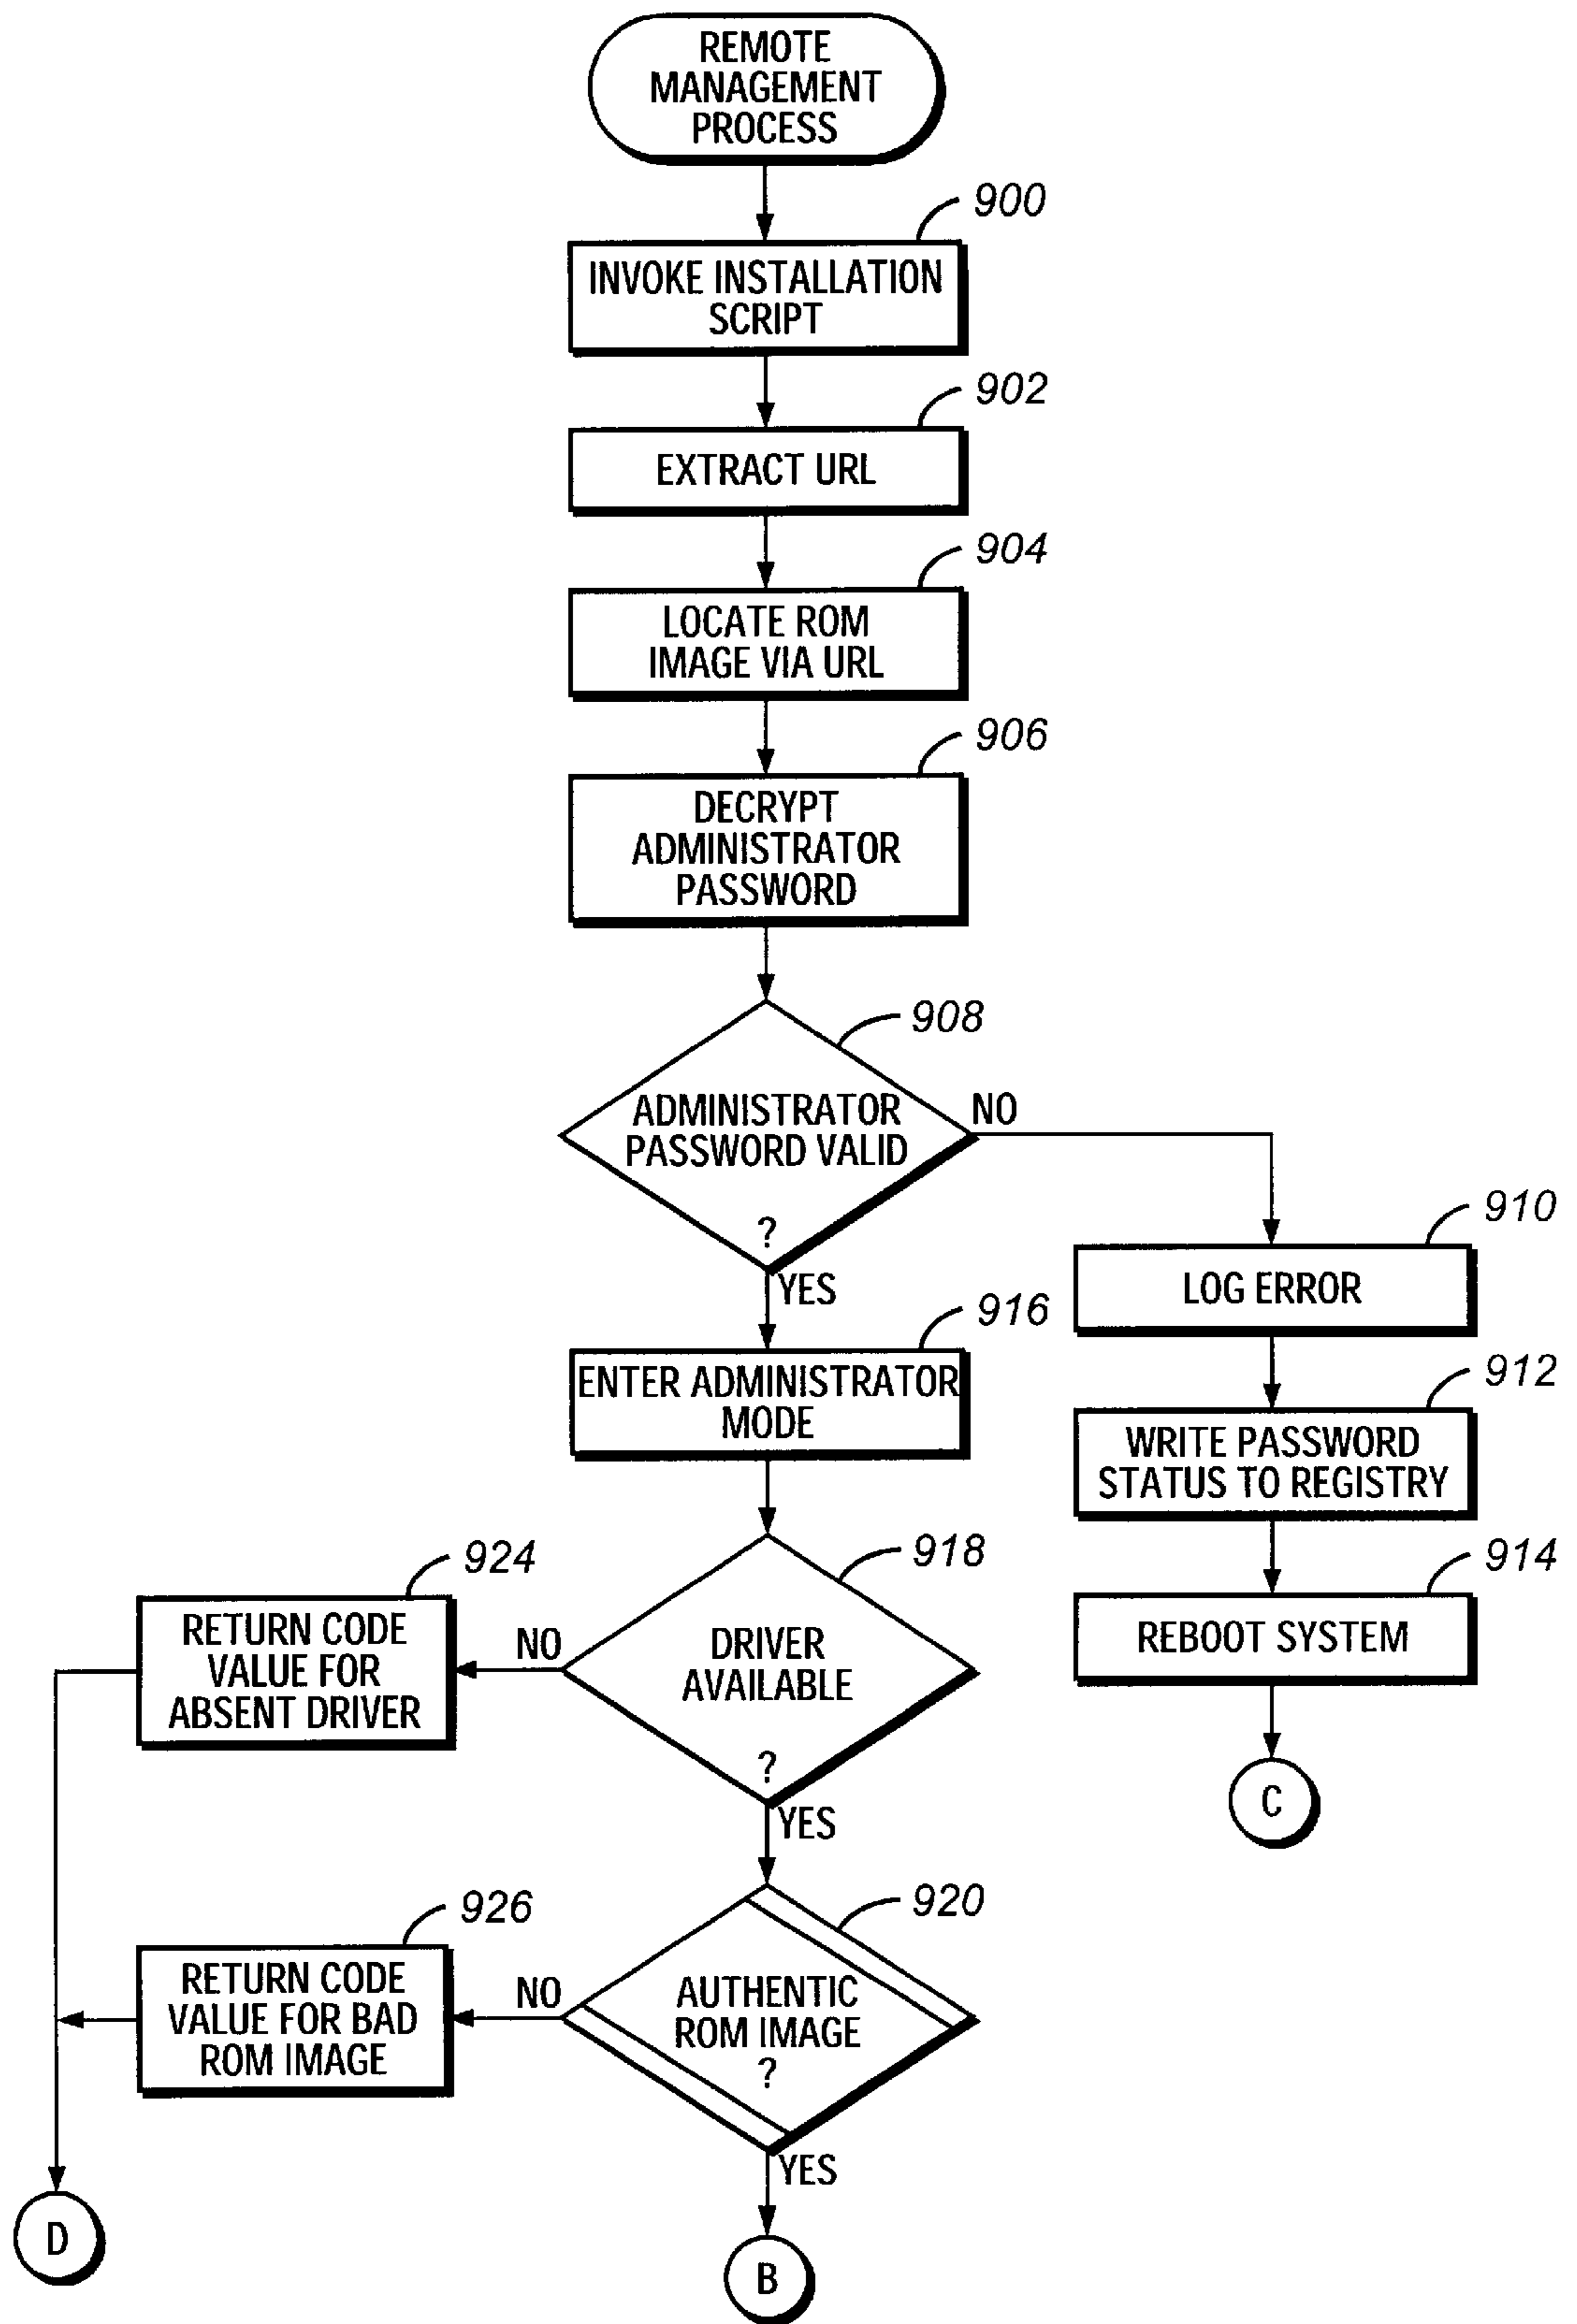 REMOTE
MANAGEMENT
PROCESS
900
INVOKE INSTALLATION
SCRIPT
902
EXTRACT URL
904
LOCATE ROM
IMAGE VIA URL
906
DECRYPT
ADMINISTRATOR
PASSWORD
908
ADMINISTRATOR
PASSWORD VALID
?
NO
YES
910
LOG ERROR
912
WRITE PASSWORD
STATUS TO REGISTRY
914
REBOOT SYSTEM
C
916
ENTER ADMINISTRATOR
MODE
918
DRIVER
AVAILABLE
?
NO
YES
924
RETURN CODE
VALUE FOR
ABSENT DRIVER
920
AUTHENTIC
ROM IMAGE
?
NO
YES
926
RETURN CODE
VALUE FOR BAD
ROM IMAGE
D
B